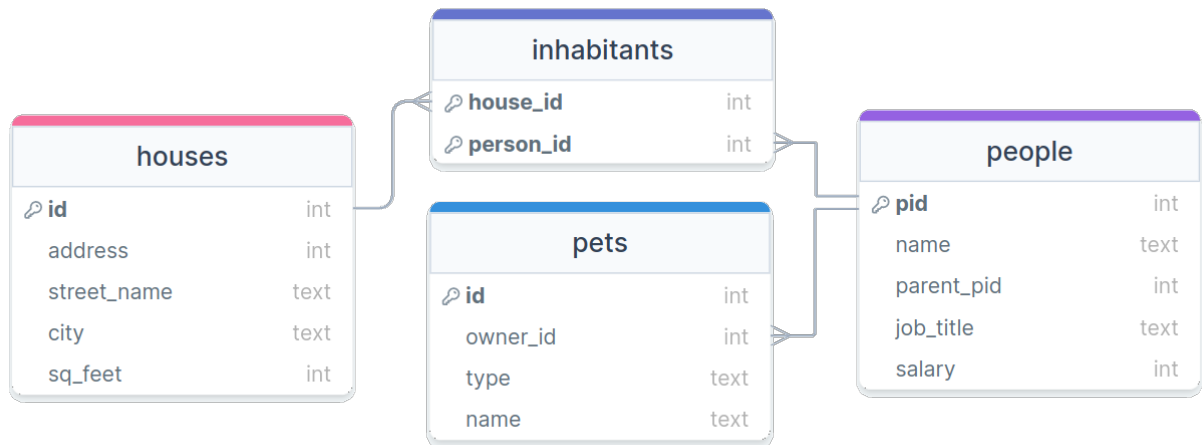 inhabitants
house_id int
person_id int
houses
id int
address int
street_name text
city text
sq_feet int
pets
id int
owner_id int
type text
name text
people
pid int
name text
parent_pid int
job_title text
salary int